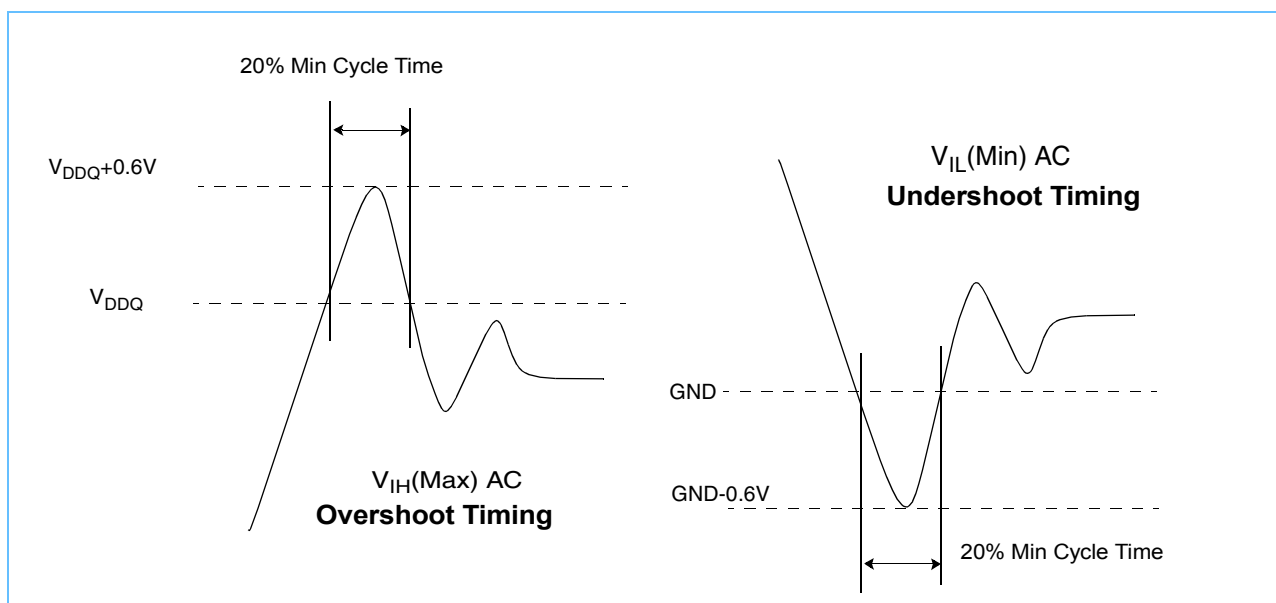 20% Min Cycle Time
VDDQ+0.6V
VDDQ
VIH(Max) AC
Overshoot Timing
VIL(Min) AC
Undershoot Timing
GND
GND-0.6V
20% Min Cycle Time